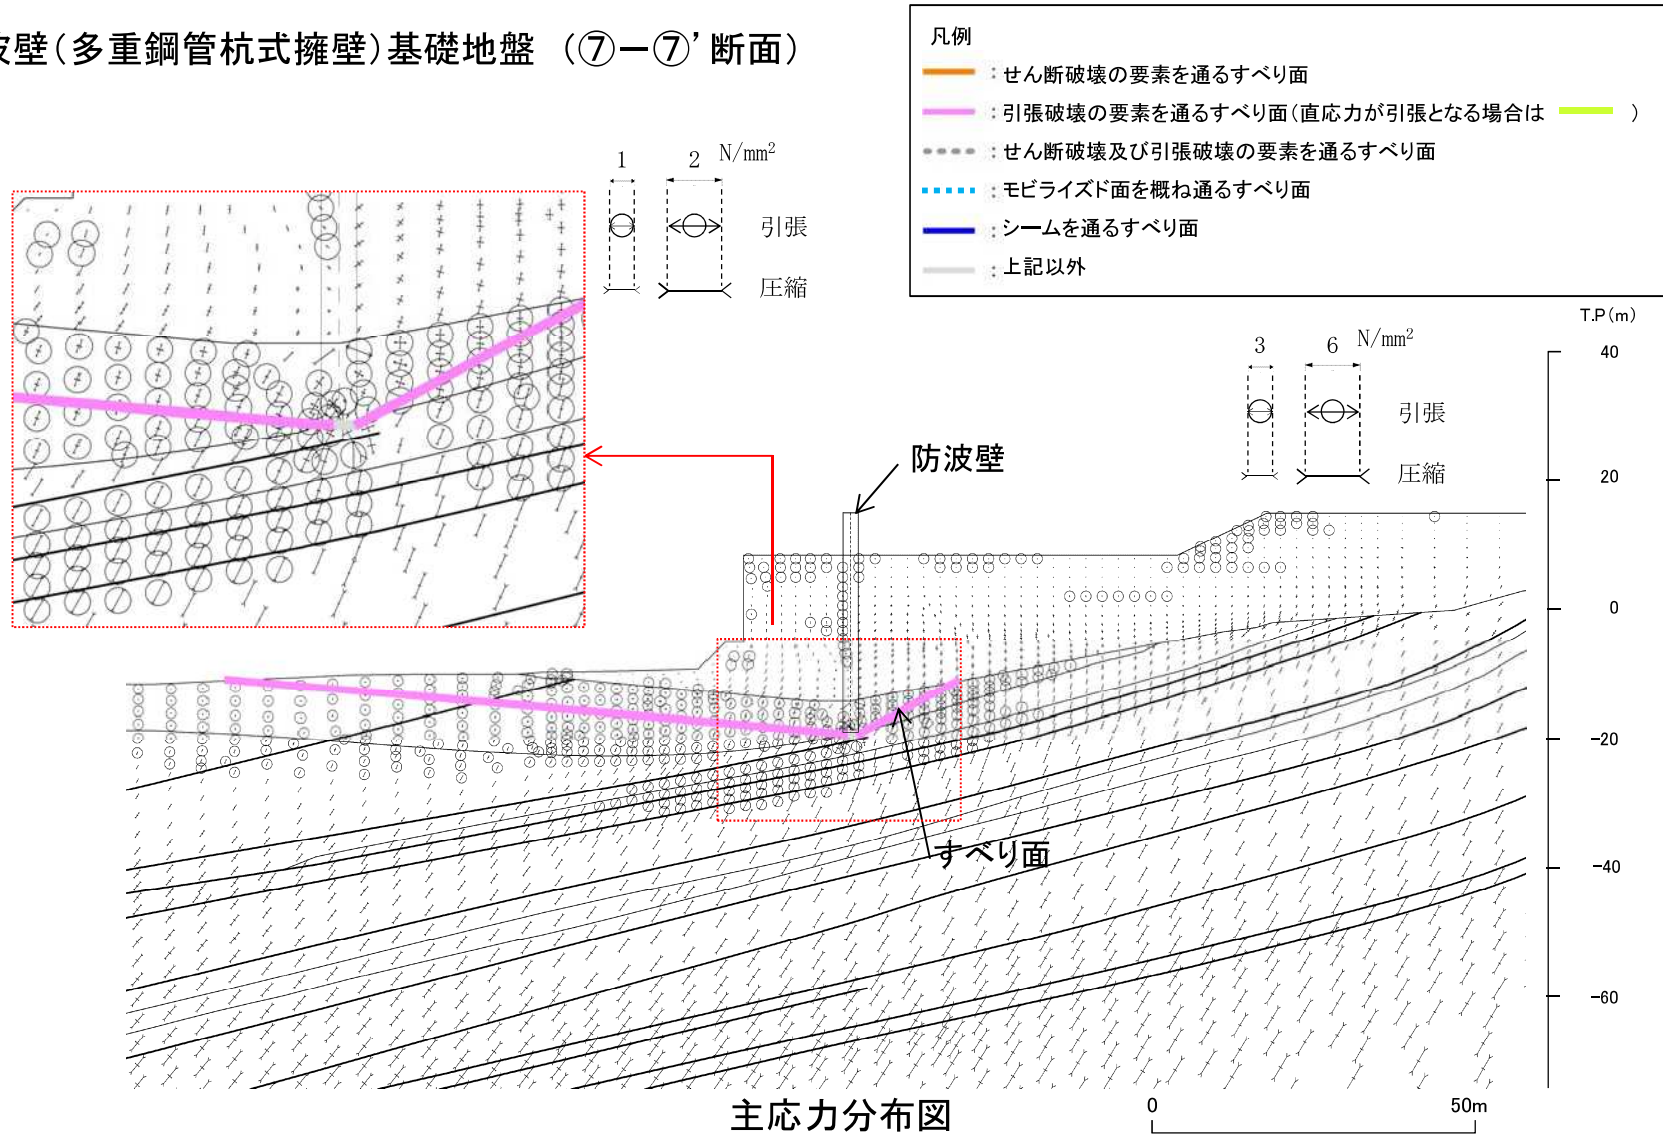 波壁(多重鋼管杭式擁壁)基礎地盤 (⑦－⑦'断面)
凡例
：せん断破壊の要素を通るすべり面
：引張破壊の要素を通るすべり面(直応力が引張となる場合は　)
：せん断破壊及び引張破壊の要素を通るすべり面
：モビライズド面を概ね通るすべり面
：シームを通るすべり面
：上記以外
1 2 N/mm²
引張
圧縮
T.P(m)
3 6 N/mm²
引張
圧縮
40
20
0
-20
-40
-60
防波壁
すべり面
主応力分布図
0 50m